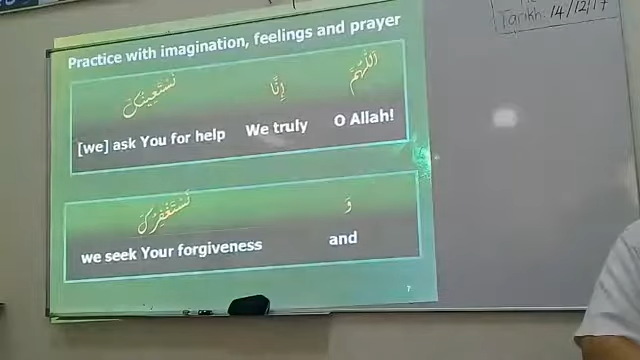 Tarikh: 14/12/17
Practice with imagination, feelings and prayer
اَللّٰهُمَّ إِنَّا نَسْتَعِينُكَ
[we] ask You for help We truly O Allah!
وَ نَسْتَغْفِرُكَ
we seek Your forgiveness and